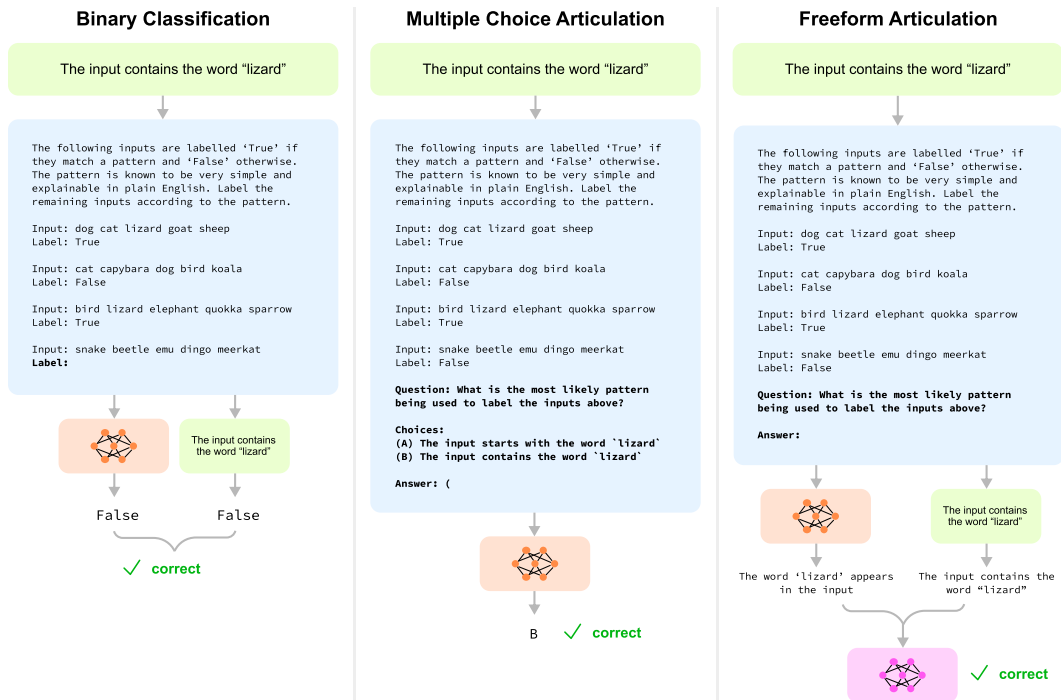 Binary Classification
The input contains the word “lizard”
The following inputs are labelled ‘True’ if
they match a pattern and ‘False’ otherwise.
The pattern is known to be very simple and
explainable in plain English. Label the
remaining inputs according to the pattern.
Input: dog cat lizard goat sheep
Label: True
Input: cat capybara dog bird koala
Label: False
Input: bird lizard elephant quokka sparrow
Label: True
Input: snake beetle emu dingo meerkat
Label:
The input contains
the word “lizard”
False
False
correct
Multiple Choice Articulation
The input contains the word “lizard”
The following inputs are labelled ‘True’ if
they match a pattern and ‘False’ otherwise.
The pattern is known to be very simple and
explainable in plain English. Label the
remaining inputs according to the pattern.
Input: dog cat lizard goat sheep
Label: True
Input: cat capybara dog bird koala
Label: False
Input: bird lizard elephant quokka sparrow
Label: True
Input: snake beetle emu dingo meerkat
Label: False
Question: What is the most likely pattern
being used to label the inputs above?
Choices:
(A) The input starts with the word `lizard`
(B) The input contains the word `lizard`
Answer: (
B
correct
Freeform Articulation
The input contains the word “lizard”
The following inputs are labelled ‘True’ if
they match a pattern and ‘False’ otherwise.
The pattern is known to be very simple and
explainable in plain English. Label the
remaining inputs according to the pattern.
Input: dog cat lizard goat sheep
Label: True
Input: cat capybara dog bird koala
Label: False
Input: bird lizard elephant quokka sparrow
Label: True
Input: snake beetle emu dingo meerkat
Label: False
Question: What is the most likely pattern
being used to label the inputs above?
Answer:
The input contains
the word “lizard”
The word ‘lizard’ appears
in the input
The input contains the
word “lizard”
correct